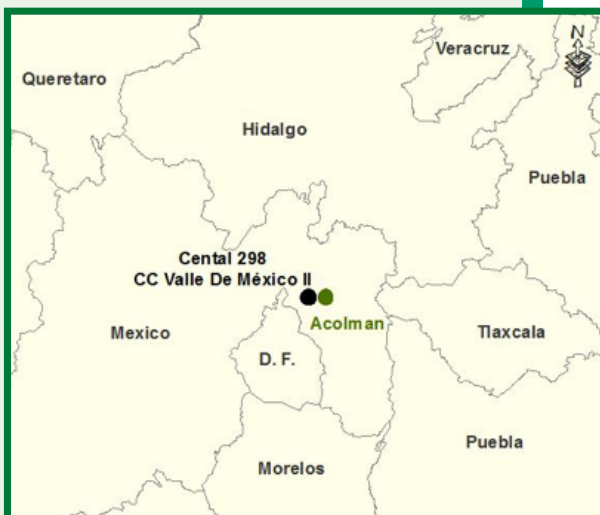 N
Veracruz
Queretaro
Hidalgo
Puebla
Cental 298
CC Valle De México II
Acolman
Mexico
Tlaxcala
D. F.
Puebla
Morelos